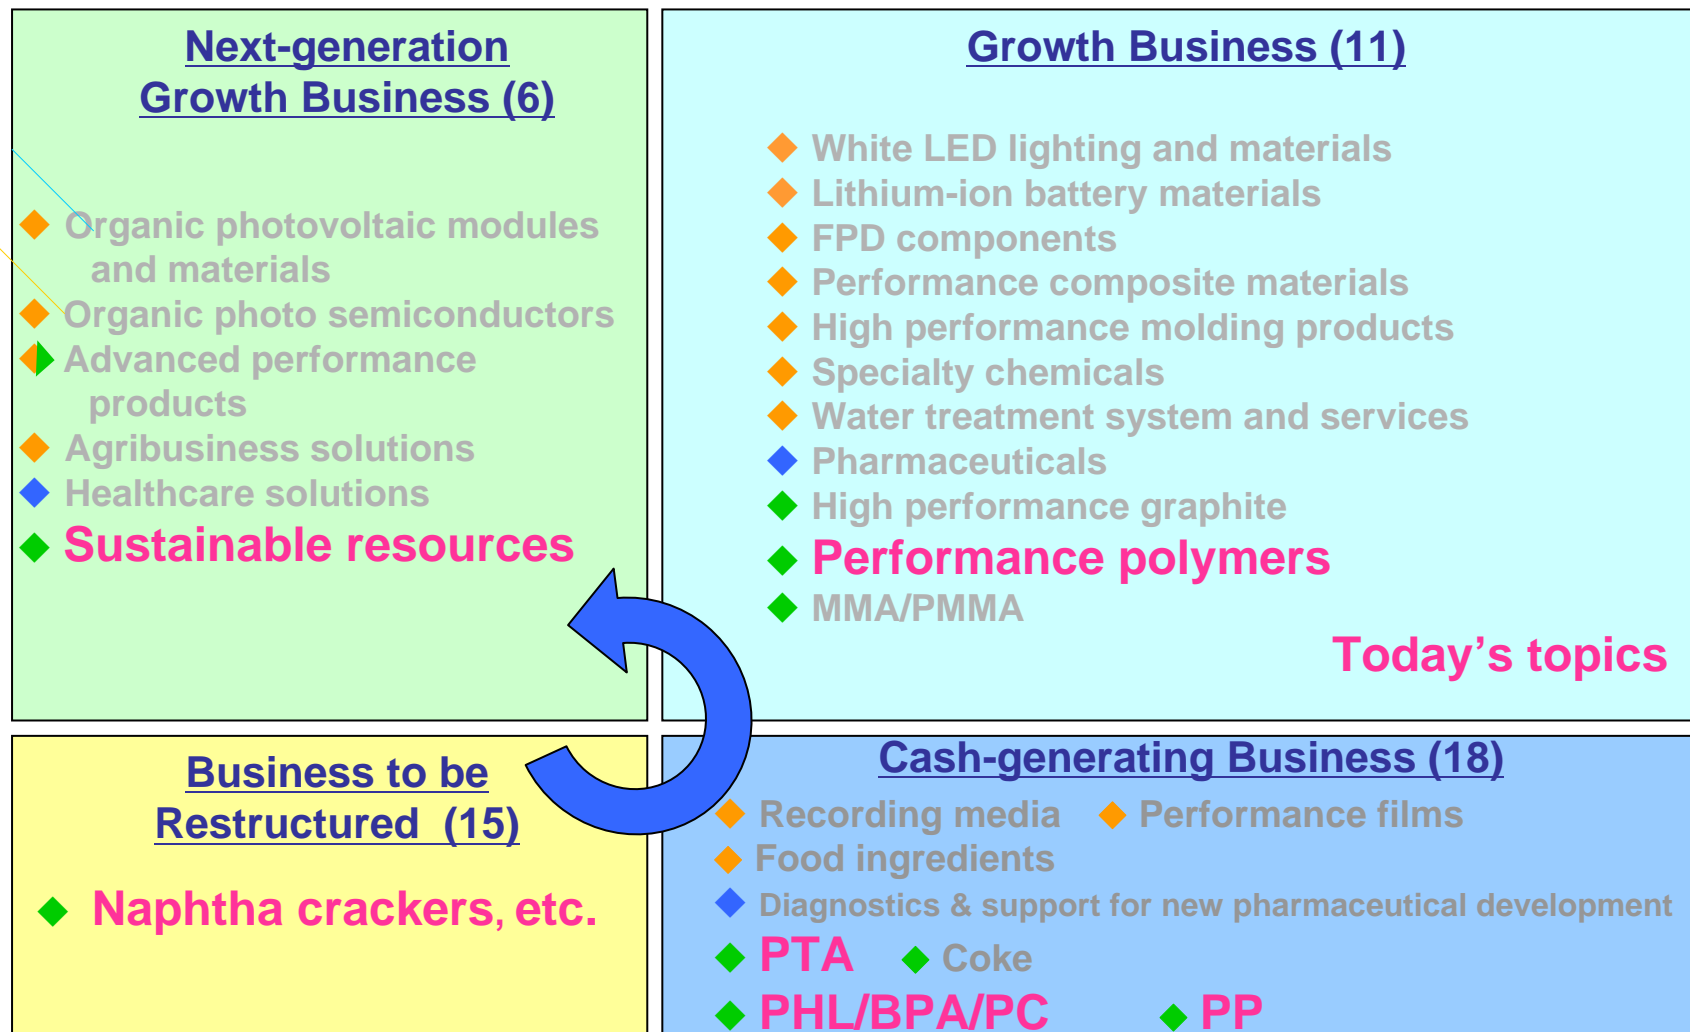 Next-generation
Growth Business (6)
Organic photovoltaic modules
and materials
Organic photo semiconductors
Advanced performance
products
Agribusiness solutions
Healthcare solutions
Sustainable resources
Growth Business (11)
White LED lighting and materials
Lithium-ion battery materials
FPD components
Performance composite materials
High performance molding products
Specialty chemicals
Water treatment system and services
Pharmaceuticals
High performance graphite
Performance polymers
MMA/PMMA
Today’s topics
Business to be
Restructured (15)
Naphtha crackers, etc.
Cash-generating Business (18)
Recording media Performance films
Food ingredients
Diagnostics & support for new pharmaceutical development
PTA Coke
PHL/BPA/PC PP